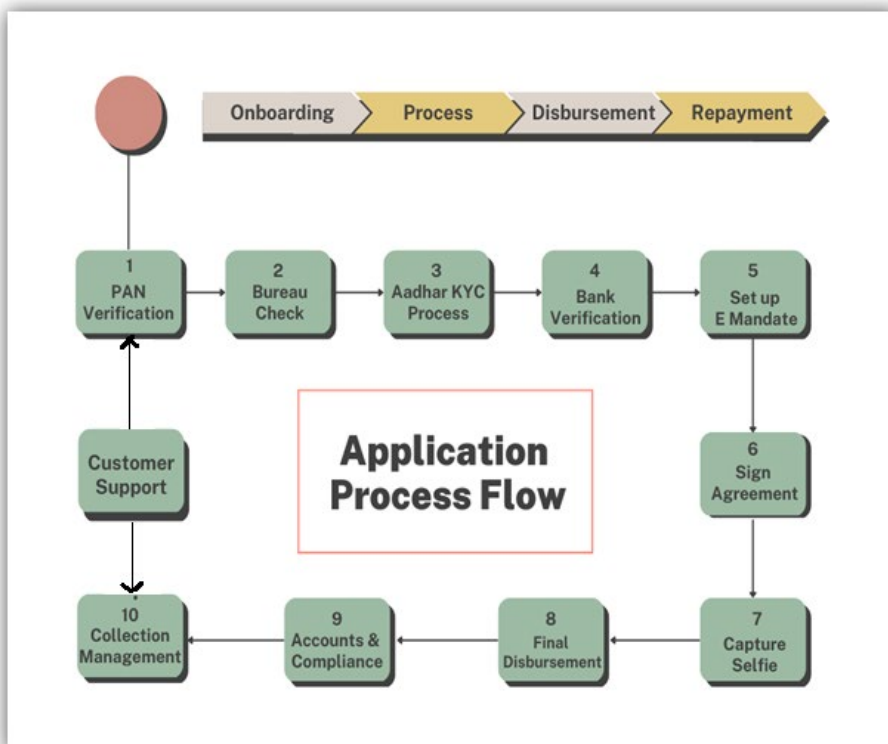 Onboarding
Process
Disbursement
Repayment
1
PAN
Verification
2
Bureau
Check
3
Aadhar KYC
Process
4
Bank
Verification
5
Set up
E Mandate
Customer
Support
Application
Process Flow
6
Sign
Agreement
10
Collection
Management
9
Accounts &
Compliance
8
Final
Disbursement
7
Capture
Selfie